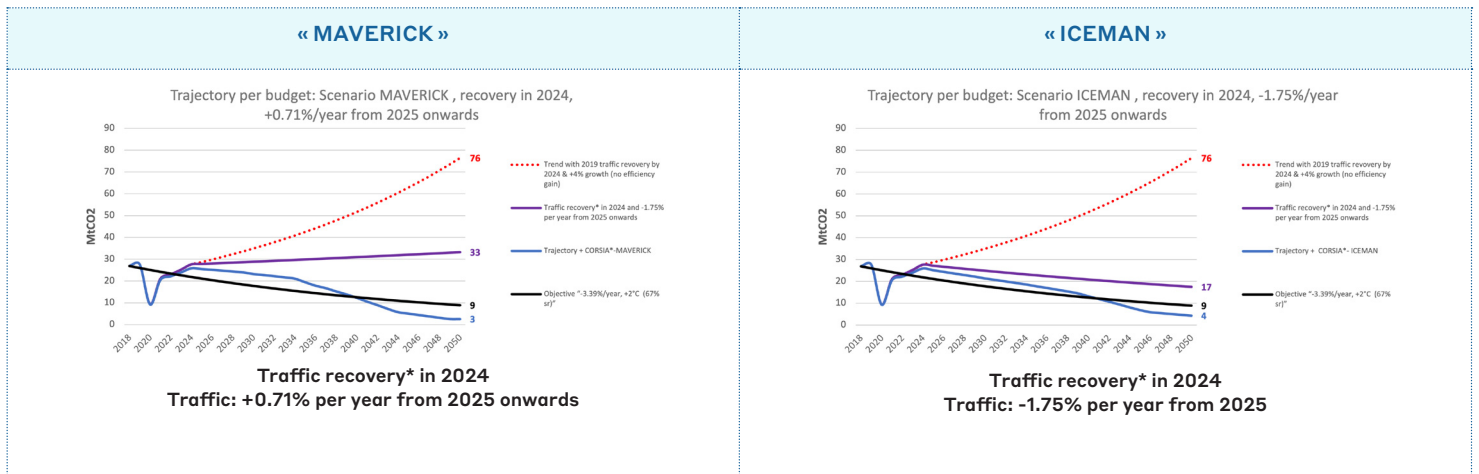 « MAVERICK »
Trajectory per budget: Scenario MAVERICK , recovery in 2024,
+0.71%/year from 2025 onwards
90
80
70
60
50
40
30
20
10
0
MtCO2
2018
2020
2022
2024
2026
2028
2030
2032
2034
2036
2038
2040
2042
2044
2046
2048
2050
76
33
9
3
Trend with 2019 traffic revovery by
2024 & +4% growth (no efficiency
gain)
Traffic recovery* in 2024 and -1.75%
per year from 2025 onwards
Trajectory + CORSIA*-MAVERICK
Objective "-3.39%/year, +2°C (67%
sr)"
Traffic recovery* in 2024
Traffic: +0.71% per year from 2025 onwards
« ICEMAN »
Trajectory per budget: Scenario ICEMAN , recovery in 2024, -1.75%/year
from 2025 onwards
90
80
70
60
50
40
30
20
10
0
MtCO2
2018
2020
2022
2024
2026
2028
2030
2032
2034
2036
2038
2040
2042
2044
2046
2048
2050
76
17
9
4
Trend with 2019 traffic revovery by
2024 & +4% growth (no efficiency
gain)
Traffic recovery* in 2024 and -1.75%
per year from 2025 onwards
Trajectory + CORSIA*- ICEMAN
Objective "-3.39%/year, +2°C (67%
sr)"
Traffic recovery* in 2024
Traffic: -1.75% per year from 2025